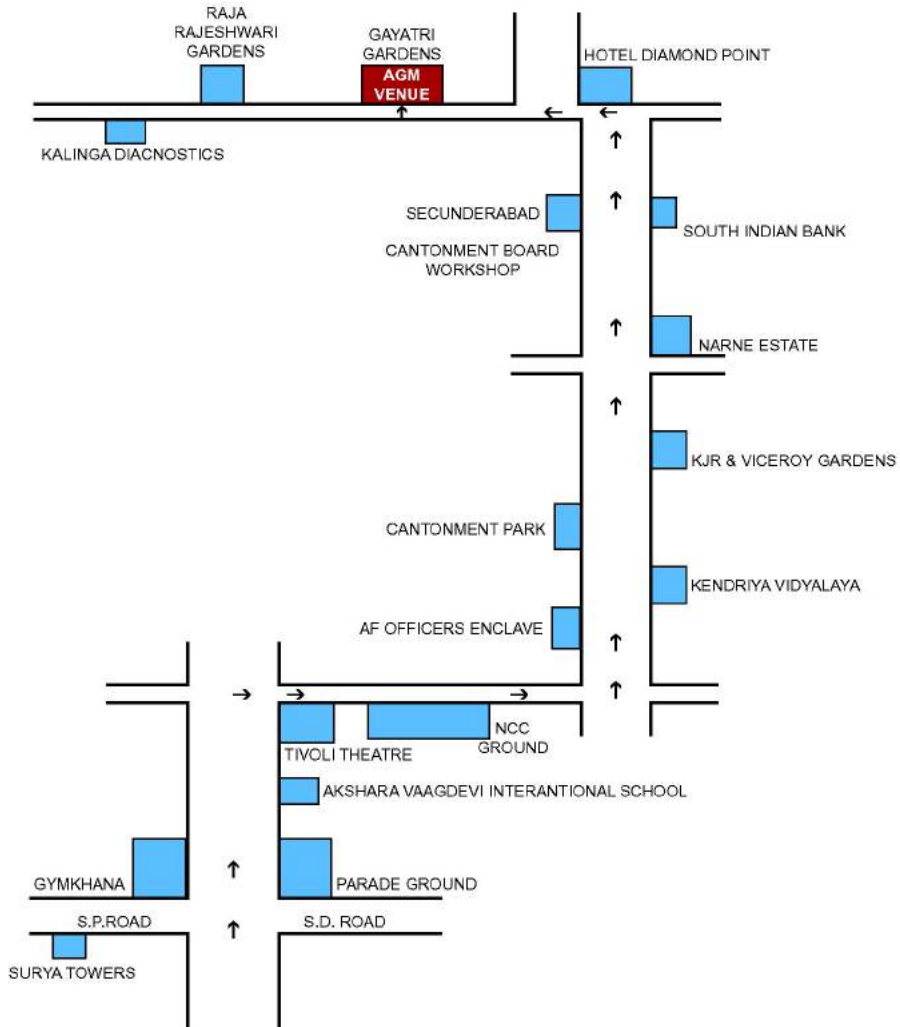 RAJA
RAJESHWARI
GARDENS
GAYATRI
GARDENS
AGM
VENUE
HOTEL DIAMOND POINT
KALINGA DIACNOSTICS
SECUNDERABAD
CANTONMENT BOARD
WORKSHOP
SOUTH INDIAN BANK
NARNE ESTATE
KJR & VICEROY GARDENS
CANTONMENT PARK
KENDRIYA VIDYALAYA
AF OFFICERS ENCLAVE
TIVOLI THEATRE
NCC
GROUND
AKSHARA VAAGDEVI INTERANTIONAL SCHOOL
GYMKHANA
PARADE GROUND
S.P.ROAD
S.D. ROAD
SURYA TOWERS